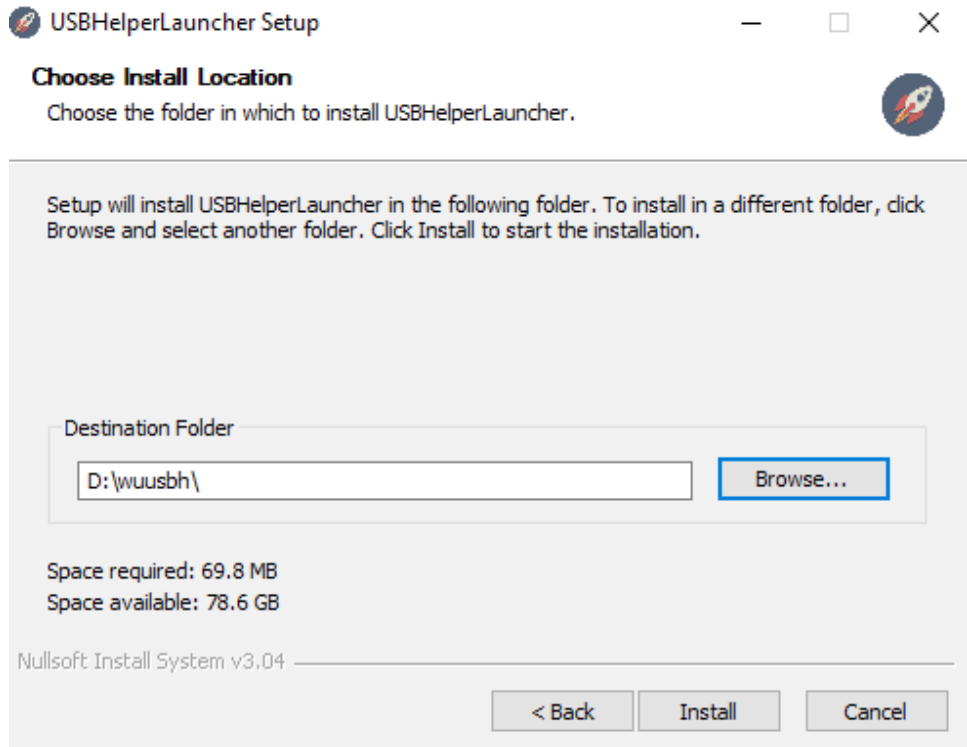 USBHelperLauncher Setup
Choose Install Location
Choose the folder in which to install USBHelperLauncher.
Setup will install USBHelperLauncher in the following folder. To install in a different folder, click
Browse and select another folder. Click Install to start the installation.
Destination Folder
D:\wuusbh\
Browse...
Space required: 69.8 MB
Space available: 78.6 GB
Nullsoft Install System v3.04
< Back
Install
Cancel